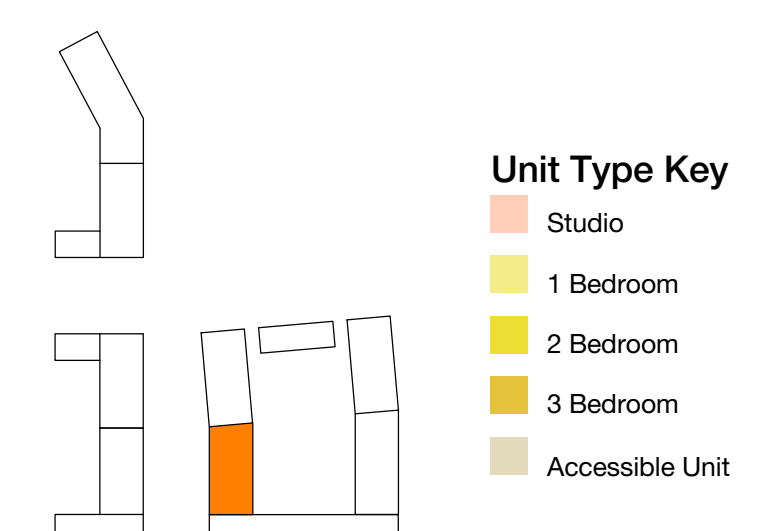 Unit Type Key
Studio
1 Bedroom
2 Bedroom
3 Bedroom
Accessible Unit